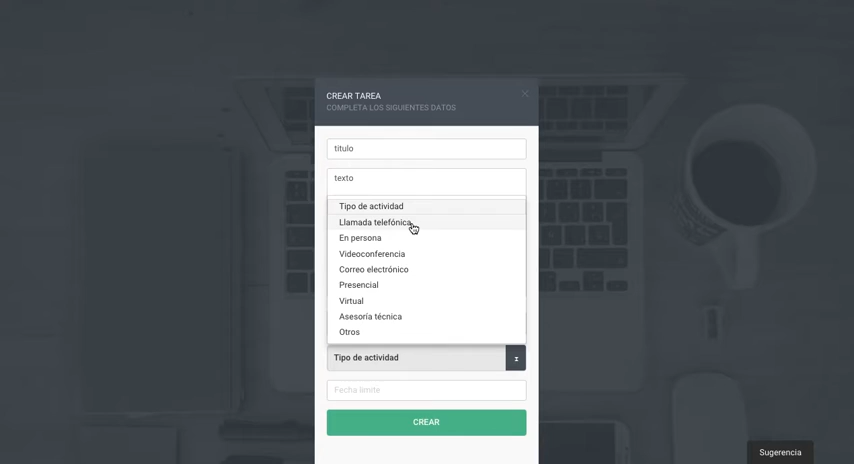 CREAR TAREA
COMPLETA LOS SIGUIENTES DATOS
titulo
texto
Tipo de actividad
Llamada telefónica
En persona
Videoconferencia
Correo electrónico
Presencial
Virtual
Asesoría técnica
Otros
Tipo de actividad
Fecha limite
CREAR
Sugerencia